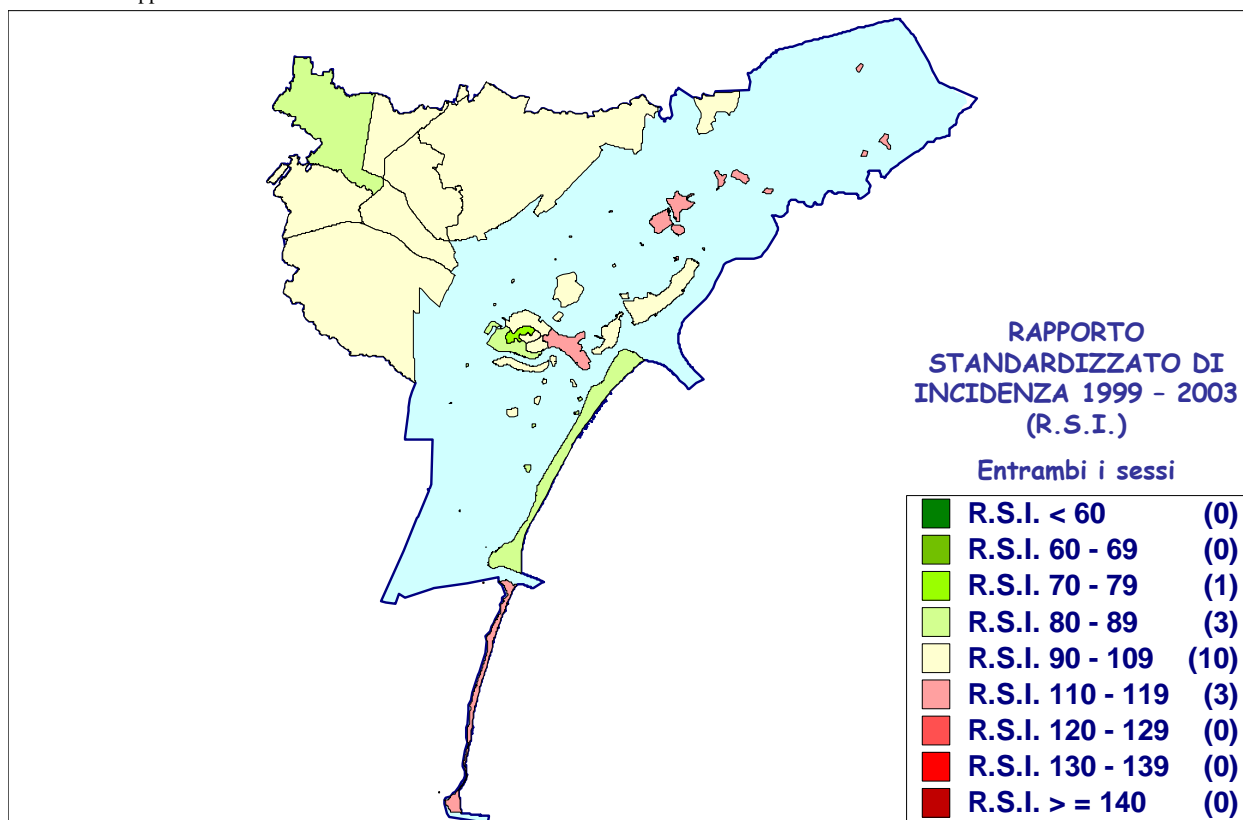 RAPPORTO
STANDARDIZZATO DI
INCIDENZA 1999 – 2003
(R.S.I.)
Entrambi i sessi
R.S.I. < 60 (0)
R.S.I. 60 - 69 (0)
R.S.I. 70 - 79 (1)
R.S.I. 80 - 89 (3)
R.S.I. 90 - 109 (10)
R.S.I. 110 - 119 (3)
R.S.I. 120 - 129 (0)
R.S.I. 130 - 139 (0)
R.S.I. > = 140 (0)